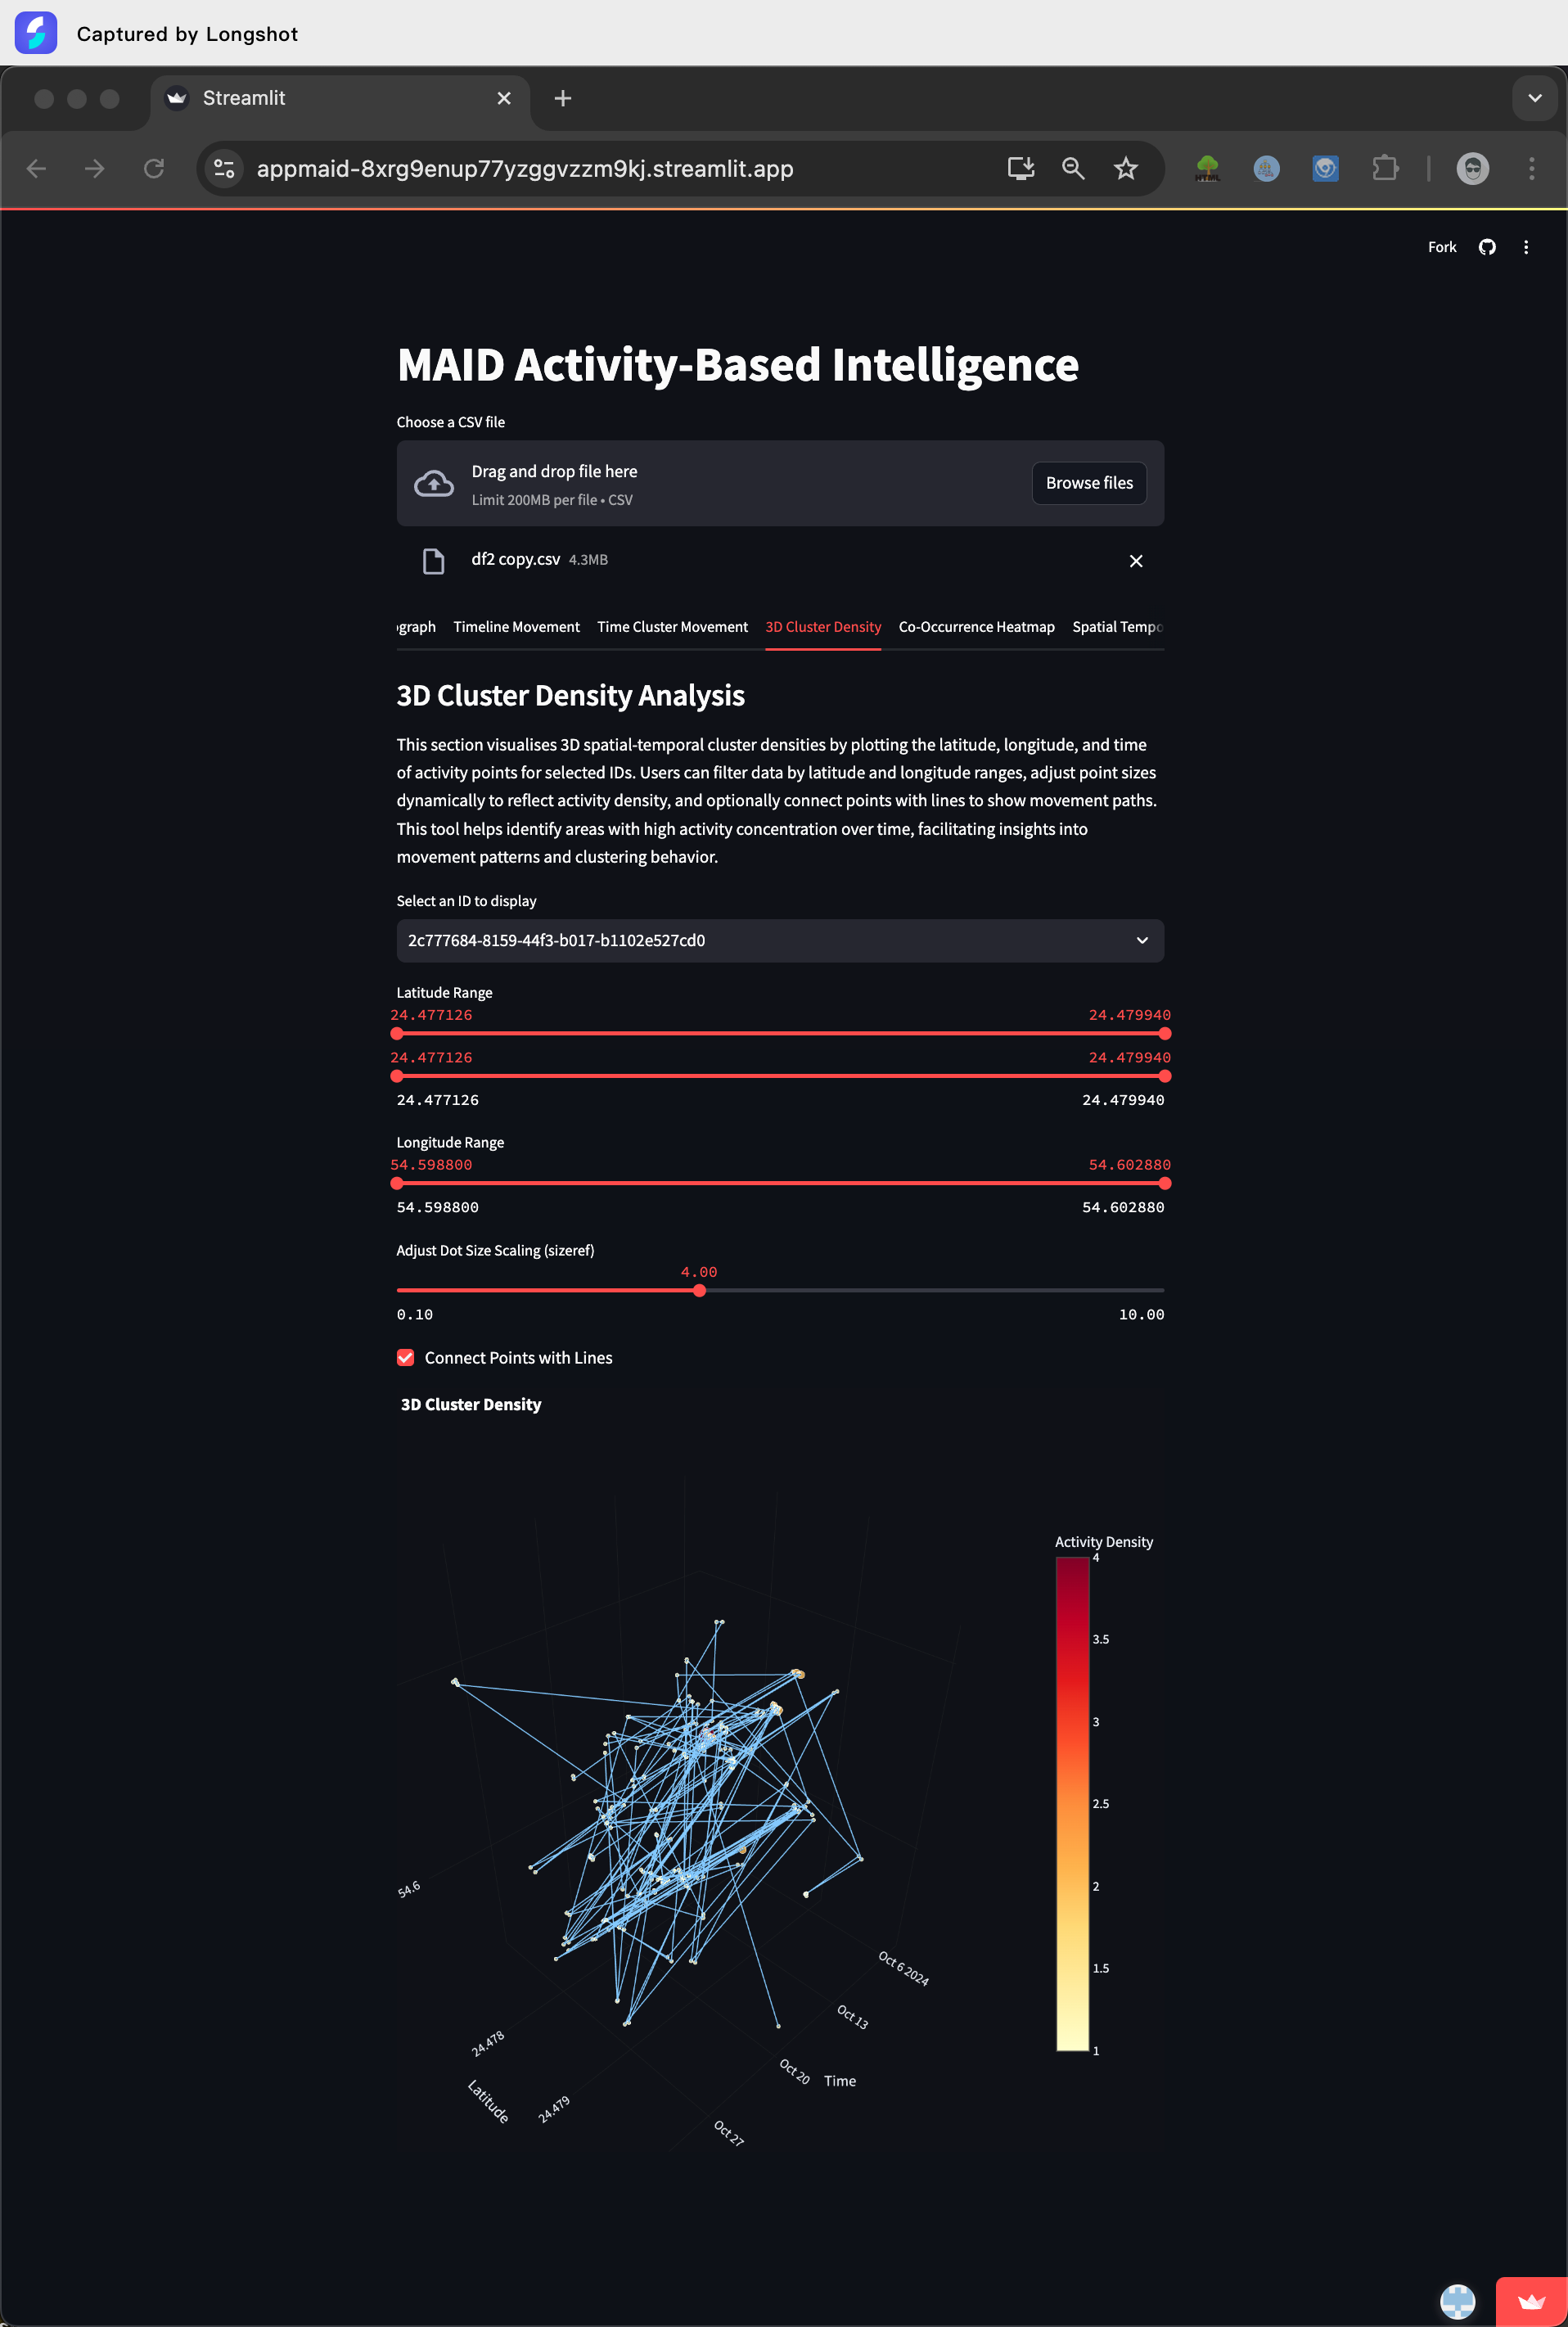 Captured by Longshot
Streamlit
appmaid-8xrg9enup77yzggvzzm9kj.streamlit.app
HTML
Fork
MAID Activity-Based Intelligence
Choose a CSV file
Drag and drop file here
Limit 200MB per file • CSV
Browse files
df2 copy.csv 4.3MB
ograph Timeline Movement Time Cluster Movement 3D Cluster Density Co-Occurrence Heatmap Spatial Tempo
3D Cluster Density Analysis
This section visualises 3D spatial-temporal cluster densities by plotting the latitude, longitude, and time
of activity points for selected IDs. Users can filter data by latitude and longitude ranges, adjust point sizes
dynamically to reflect activity density, and optionally connect points with lines to show movement paths.
This tool helps identify areas with high activity concentration over time, facilitating insights into
movement patterns and clustering behavior.
Select an ID to display
2c777684-8159-44f3-b017-b1102e527cd0
Latitude Range
24.477126 24.479940
24.477126 24.479940
24.477126 24.479940
Longitude Range
54.598800 54.602880
54.598800 54.602880
Adjust Dot Size Scaling (sizeref)
4.00
0.10 10.00
Connect Points with Lines
3D Cluster Density
Activity Density
4
3.5
3
2.5
2
1.5
1
54.6
Oct 6 2024
Oct 13
Oct 20
Oct 27
Time
24.478
24.479
Latitude